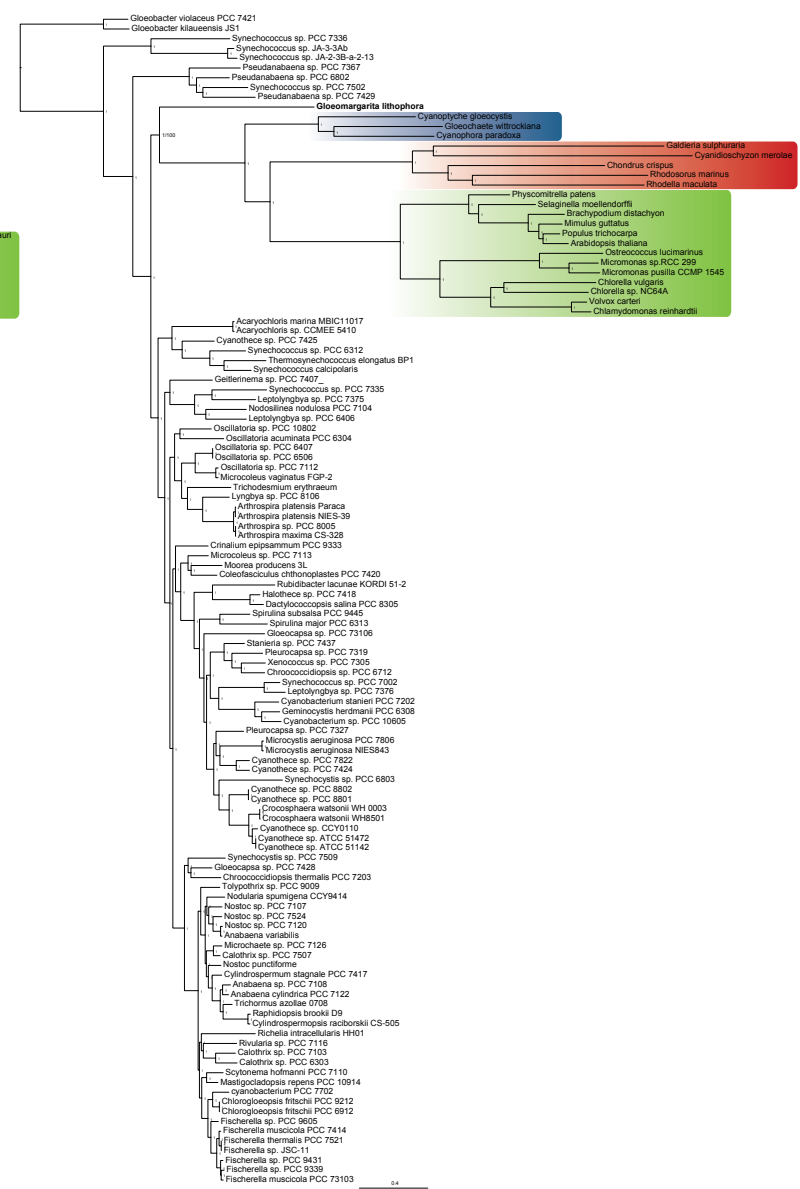 Gloeobacter violaceus PCC 7421
Gloeobacter kilaueensis JS1
Synechococcus sp. PCC 7336
Synechococcus sp. JA-3-3Ab
Synechococcus sp. JA-2-3B-a-2-13
Pseudanabaena sp. PCC 7367
Pseudanabaena sp. PCC 6802
Synechococcus sp. PCC 7502
Pseudanabaena sp. PCC 7429
Gloeomargarita lithophora
1/100
Cyanoptyche gloeocystis
Gloeochaete wittrockiana
Cyanophora paradoxa
Galdieria sulphuraria
Cyanidioschyzon merolae
Chondrus crispus
Rhodosorus marinus
Rhodella maculata
Physcomitrella patens
Selaginella moellendorffii
Brachypodium distachyon
Mimulus guttatus
Populus trichocarpa
auri
Arabidopsis thaliana
Ostreococcus lucimarinus
Micromonas sp.RCC 299
Micromonas pusilla CCMP 1545
Chlorella vulgaris
Chlorella sp. NC64A
Volvox carteri
Chlamydomonas reinhardtii
Acaryochloris marina MBIC11017
Acaryochloris sp. CCMEE 5410
Cyanothece sp. PCC 7425
Synechococcus sp. PCC 6312
Thermosynechococcus elongatus BP1
Synechococcus calcipolaris
Geitlerinema sp. PCC 7407_
Synechococcus sp. PCC 7335
Leptolyngbya sp. PCC 7375
Nodosilinea nodulosa PCC 7104
Leptolyngbya sp. PCC 6406
Oscillatoria sp. PCC 10802
Oscillatoria acuminata PCC 6304
Oscillatoria sp. PCC 6407
Oscillatoria sp. PCC 6506
Oscillatoria sp. PCC 7112
Microcoleus vaginatus FGP-2
Trichodesmium erythraeum
Lyngbya sp. PCC 8106
Arthrospira platensis Paraca
Arthrospira platensis NIES-39
Arthrospira sp. PCC 8005
Arthrospira maxima CS-328
Crinalium epipsammum PCC 9333
Microcoleus sp. PCC 7113
Moorea producens 3L
Coleofasciculus chthonoplastes PCC 7420
Rubidibacter lacunae KORDI 51-2
Halothece sp. PCC 7418
Dactylococcopsis salina PCC 8305
Spirulina subsalsa PCC 9445
Spirulina major PCC 6313
Gloeocapsa sp. PCC 73106
Stanieria sp. PCC 7437
Pleurocapsa sp. PCC 7319
Xenococcus sp. PCC 7305
Chroococcidiopsis sp. PCC 6712
Synechococcus sp. PCC 7002
Leptolyngbya sp. PCC 7376
Cyanobacterium stanieri PCC 7202
Geminocystis herdmanii PCC 6308
Cyanobacterium sp. PCC 10605
Pleurocapsa sp. PCC 7327
Microcystis aeruginosa PCC 7806
Microcystis aeruginosa NIES843
Cyanothece sp. PCC 7822
Cyanothece sp. PCC 7424
Synechocystis sp. PCC 6803
Cyanothece sp. PCC 8802
Cyanothece sp. PCC 8801
Crocosphaera watsonii WH 0003
Crocosphaera watsonii WH8501
Cyanothece sp. CCY0110
Cyanothece sp. ATCC 51472
Cyanothece sp. ATCC 51142
Synechocystis sp. PCC 7509
Gloeocapsa sp. PCC 7428
Chroococcidiopsis thermalis PCC 7203
Tolypothrix sp. PCC 9009
Nodularia spumigena CCY9414
Nostoc sp. PCC 7107
Nostoc sp. PCC 7524
Nostoc sp. PCC 7120
Anabaena variabilis
Microchaete sp. PCC 7126
Calothrix sp. PCC 7507
Nostoc punctiforme
Cylindrospermum stagnale PCC 7417
Anabaena sp. PCC 7108
Anabaena cylindrica PCC 7122
Trichormus azollae 0708
Raphidiopsis brookii D9
Cylindrospermopsis raciborskii CS-505
Richelia intracellularis HH01
Rivularia sp. PCC 7116
Calothrix sp. PCC 7103
Calothrix sp. PCC 6303
Scytonema hofmanni PCC 7110
Mastigocladopsis repens PCC 10914
cyanobacterium PCC 7702
Chlorogloeopsis fritschii PCC 9212
Chlorogloeopsis fritschii PCC 6912
Fischerella sp. PCC 9605
Fischerella muscicola PCC 7414
Fischerella thermalis PCC 7521
Fischerella sp. JSC-11
Fischerella sp. PCC 9431
Fischerella sp. PCC 9339
Fischerella muscicola PCC 73103
0.4